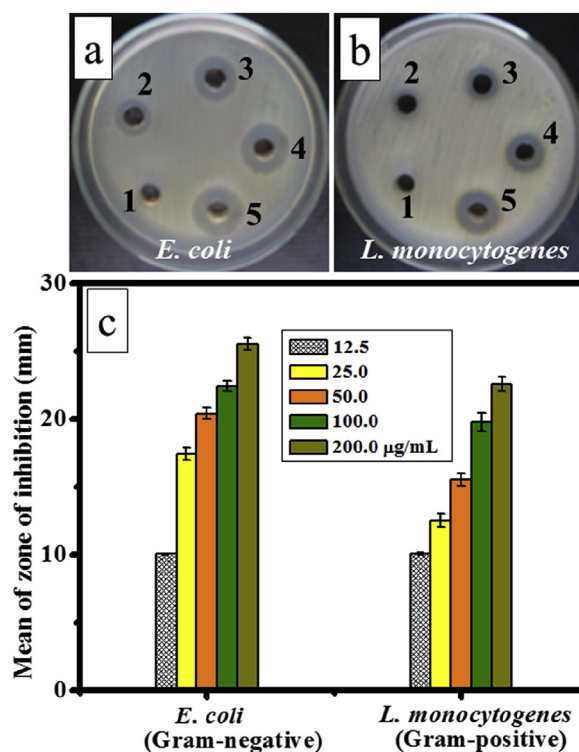 a
2
3
4
1
5
E. coli
b
2
3
4
1
5
L. monocytogenes
c
30
20
10
0
Mean of zone of inhibition (mm)
12.5
25.0
50.0
100.0
200.0 µg/mL
E. coli
(Gram-negative)
L. monocytogenes
(Gram-positive)